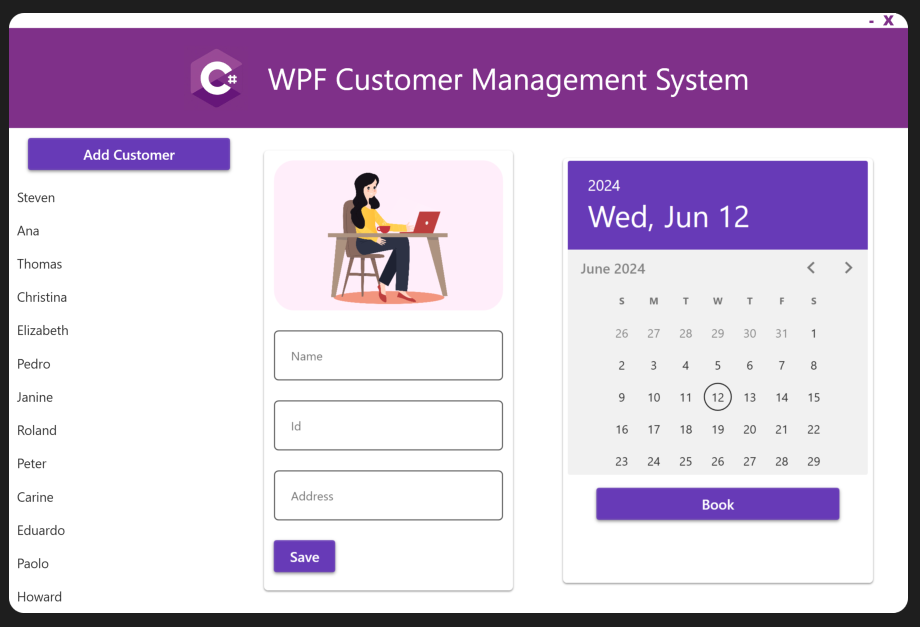 - X
C#
WPF Customer Management System
Add Customer
Steven
Ana
Thomas
Christina
Elizabeth
Pedro
Janine
Roland
Peter
Carine
Eduardo
Paolo
Howard
Name
Id
Address
Save
2024
Wed, Jun 12
June 2024
S M T W T F S
26 27 28 29 30 31 1
2 3 4 5 6 7 8
9 10 11 12 13 14 15
16 17 18 19 20 21 22
23 24 25 26 27 28 29
Book